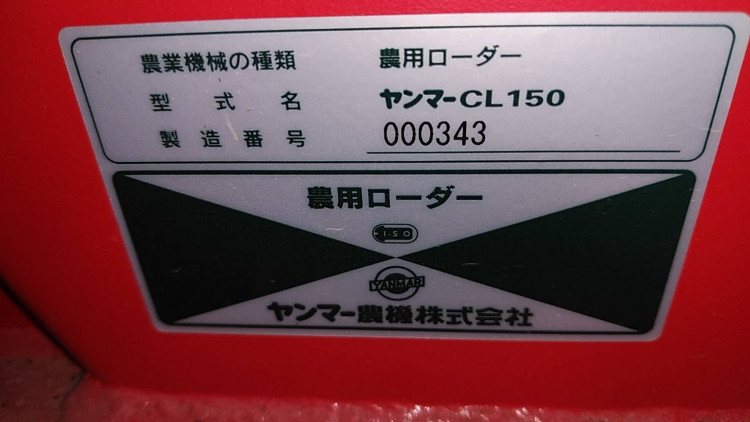 農業機械の種類 農用ローダー
型式名 ヤンマーCL150
製造番号 000343
農用ローダー
I・S・O
YANMAR
ヤンマー農機株式会社